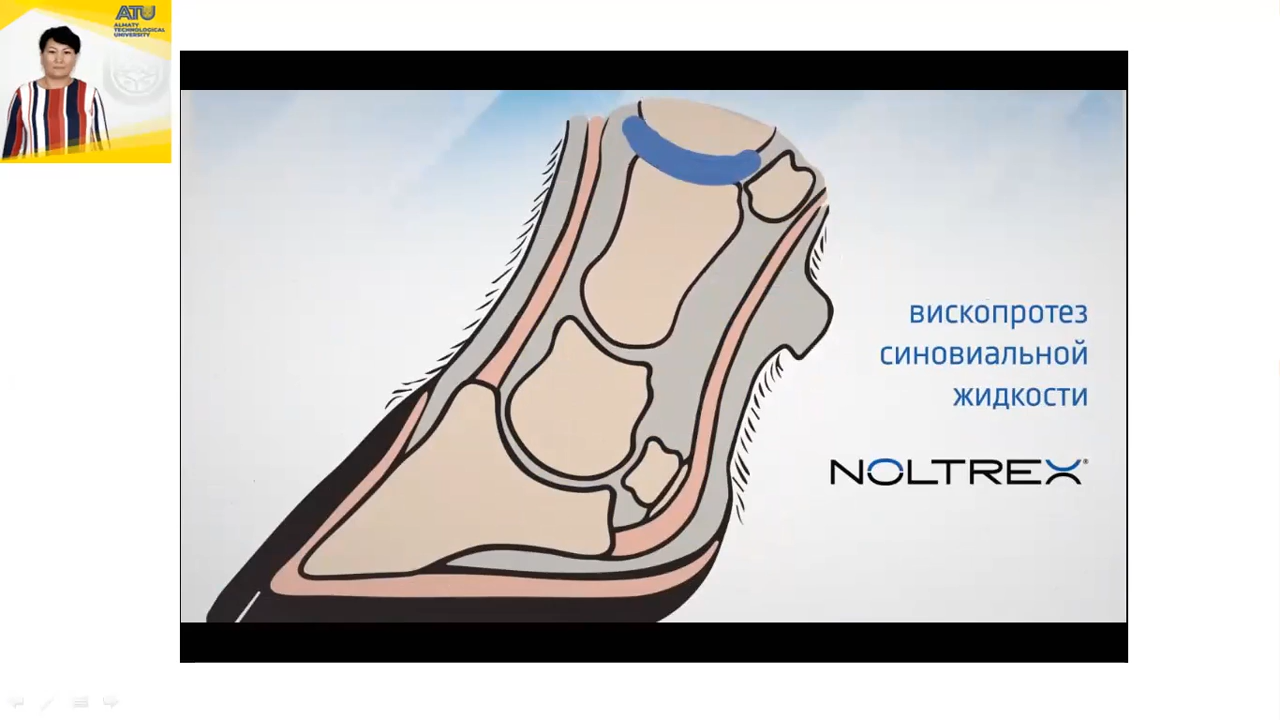 ATU
ALMATY
TECHNOLOGICAL
UNIVERSITY
вископротез
синовиальной
жидкости
NOLTREX®